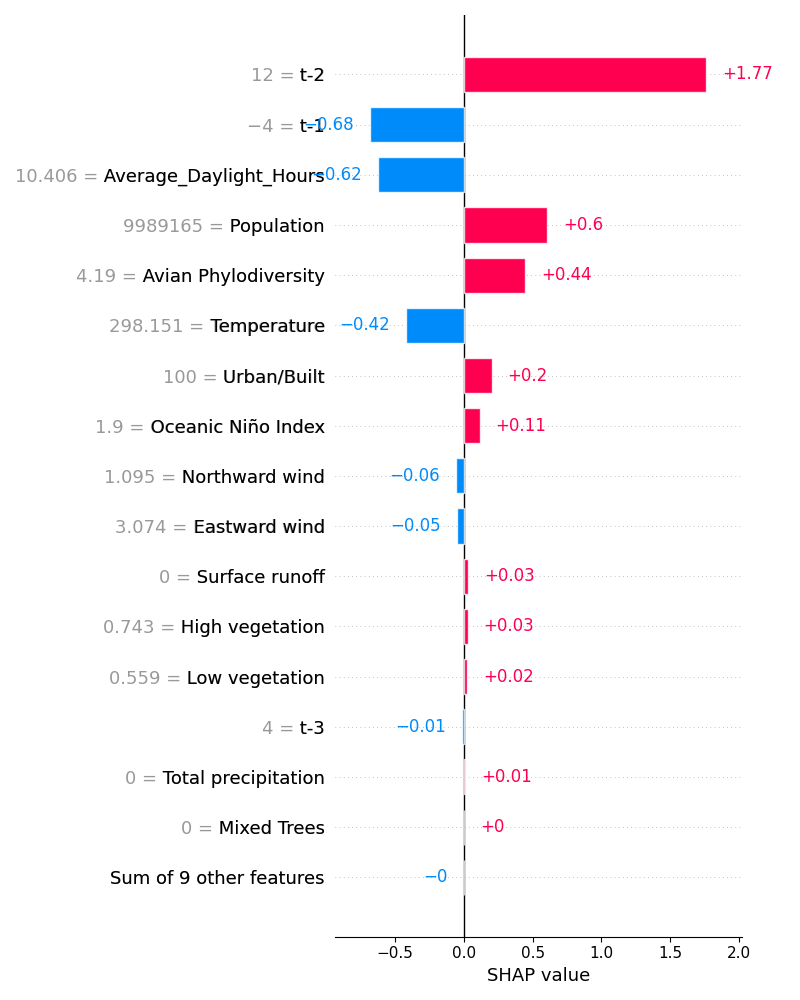 12 = t-2 +1.77
−4 = t-1 −0.68
10.406 = Average_Daylight_Hours −0.62
9989165 = Population +0.6
4.19 = Avian Phylodiversity +0.44
298.151 = Temperature −0.42
100 = Urban/Built +0.2
1.9 = Oceanic Niño Index +0.11
1.095 = Northward wind −0.06
3.074 = Eastward wind −0.05
0 = Surface runoff +0.03
0.743 = High vegetation +0.03
0.559 = Low vegetation +0.02
4 = t-3 −0.01
0 = Total precipitation +0.01
0 = Mixed Trees +0
Sum of 9 other features −0
−0.5 0.0 0.5 1.0 1.5 2.0
SHAP value